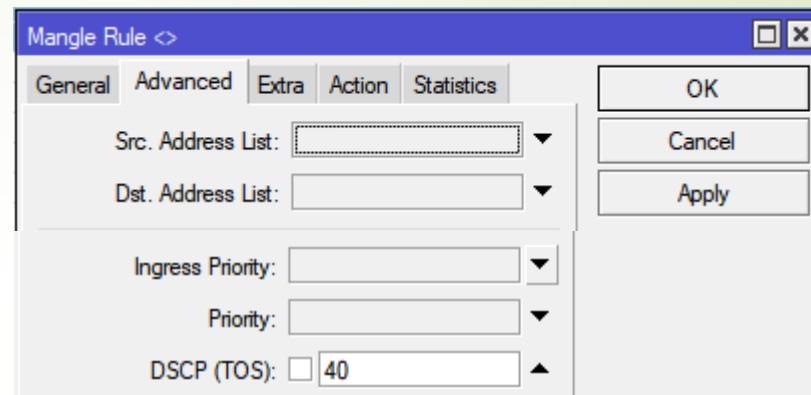 Mangle Rule <>
General Advanced Extra Action Statistics
OK
Src. Address List:
Cancel
Dst. Address List:
Apply
Ingress Priority:
Priority:
DSCP (TOS): 40